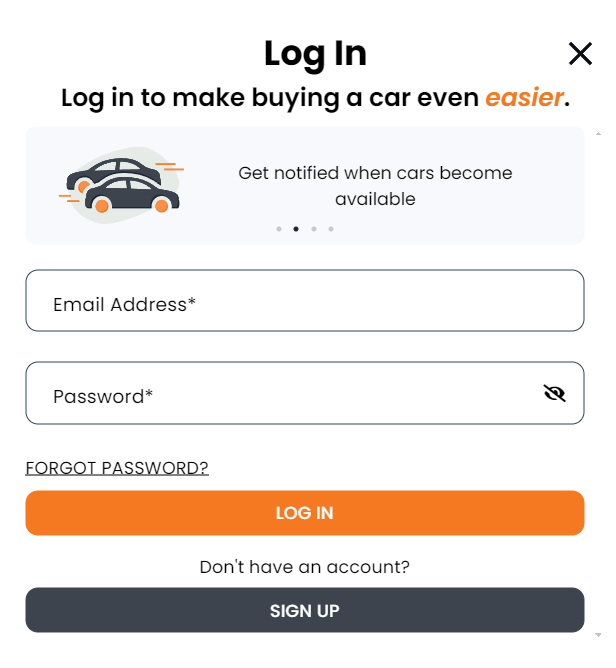 Log In
Log in to make buying a car even easier.
Get notified when cars become
available
Email Address*
Password*
FORGOT PASSWORD?
LOG IN
Don't have an account?
SIGN UP